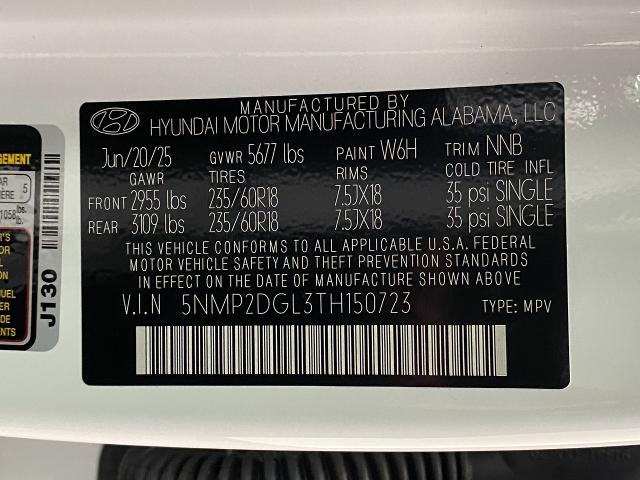 MANUFACTURED BY
HYUNDAI MOTOR MANUFACTURING ALABAMA, LLC
Jun/20/25 GVWR 5677 lbs PAINT W6H TRIM NNB
GAWR TIRES RIMS COLD TIRE INFL
FRONT 2955 lbs 235/60R18 7.5JX18 35 psi SINGLE
REAR 3109 lbs 235/60R18 7.5JX18 35 psi SINGLE
THIS VEHICLE CONFORMS TO ALL APPLICABLE U.S.A. FEDERAL
MOTOR VEHICLE SAFETY AND THEFT PREVENTION STANDARDS
IN EFFECT ON THE DATE OF MANUFACTURE SHOWN ABOVE
V.I.N 5NMP2DGL3TH150723 TYPE: MPV
J130